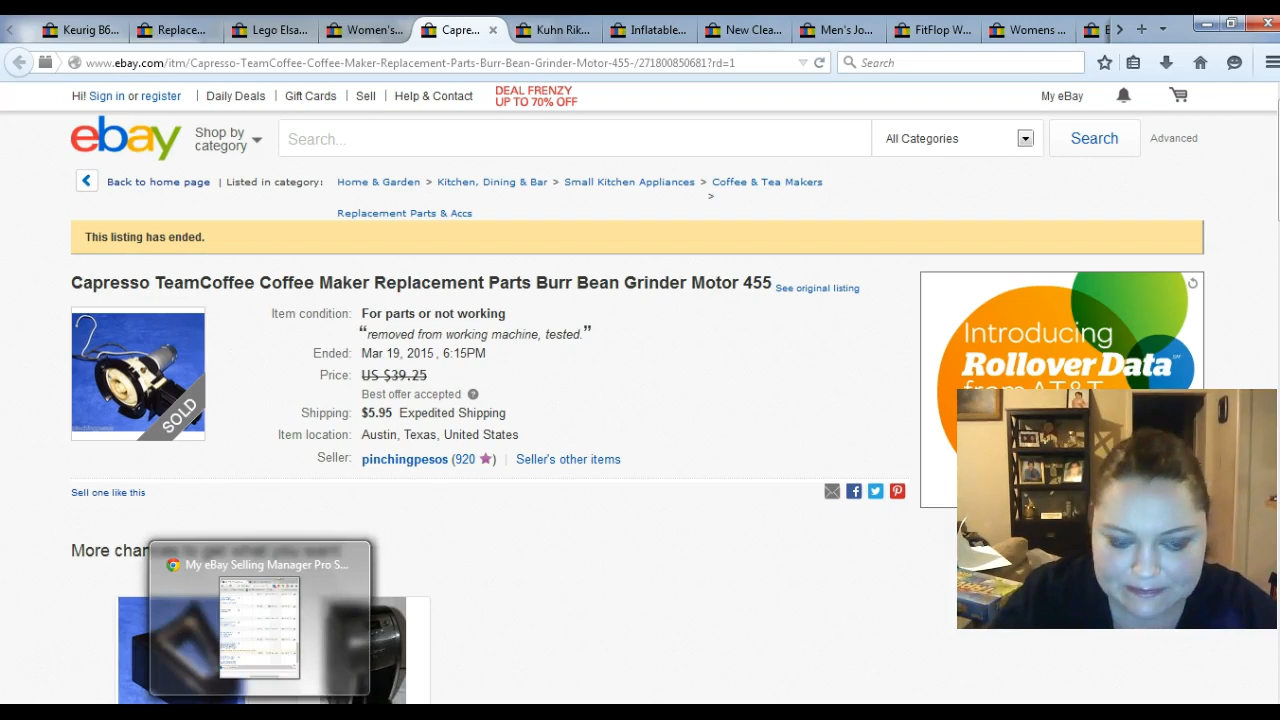 Keurig B6...
Replace...
Lego Elsa...
Women's...
Capre...
Kuhn Rik...
Inflatable...
New Clea...
Men's Jo...
FitFlop W...
Womens ...
www.ebay.com/itm/Capresso-TeamCoffee-Coffee-Maker-Replacement-Parts-Burr-Bean-Grinder-Motor-455-/271800850681?rd=1
Search
Hi! Sign in or register
Daily Deals
Gift Cards
Sell
Help & Contact
DEAL FRENZY
UP TO 70% OFF
My eBay
ebay
Shop by
category
Search...
All Categories
Search
Advanced
Back to home page | Listed in category: Home & Garden > Kitchen, Dining & Bar > Small Kitchen Appliances > Coffee & Tea Makers
>
Replacement Parts & Accs
This listing has ended.
Capresso TeamCoffee Coffee Maker Replacement Parts Burr Bean Grinder Motor 455 See original listing
SOLD
Item condition: For parts or not working
“removed from working machine, tested.”
Ended: Mar 19, 2015 , 6:15PM
Price: US $39.25
Best offer accepted
Shipping: $5.95 Expedited Shipping
Item location: Austin, Texas, United States
Seller: pinchingpesos (920 ) | Seller's other items
Sell one like this
Introducing
Rollover Data℠
from AT&T
More chan
My eBay Selling Manager Pro S...